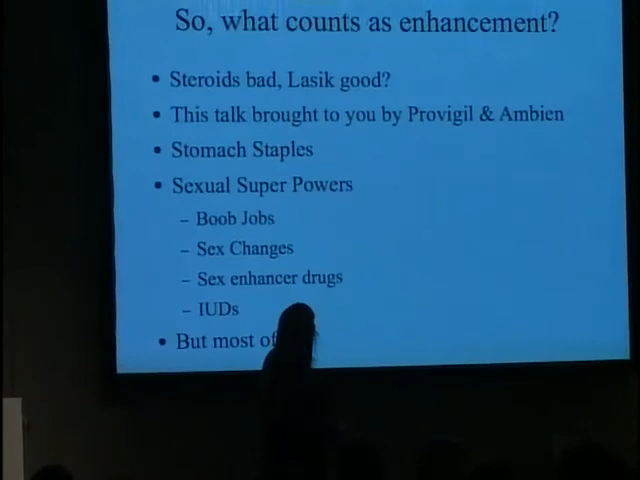 So, what counts as enhancement?
• Steroids bad, Lasik good?
• This talk brought to you by Provigil & Ambien
• Stomach Staples
• Sexual Super Powers
– Boob Jobs
– Sex Changes
– Sex enhancer drugs
– IUDs
• But most of